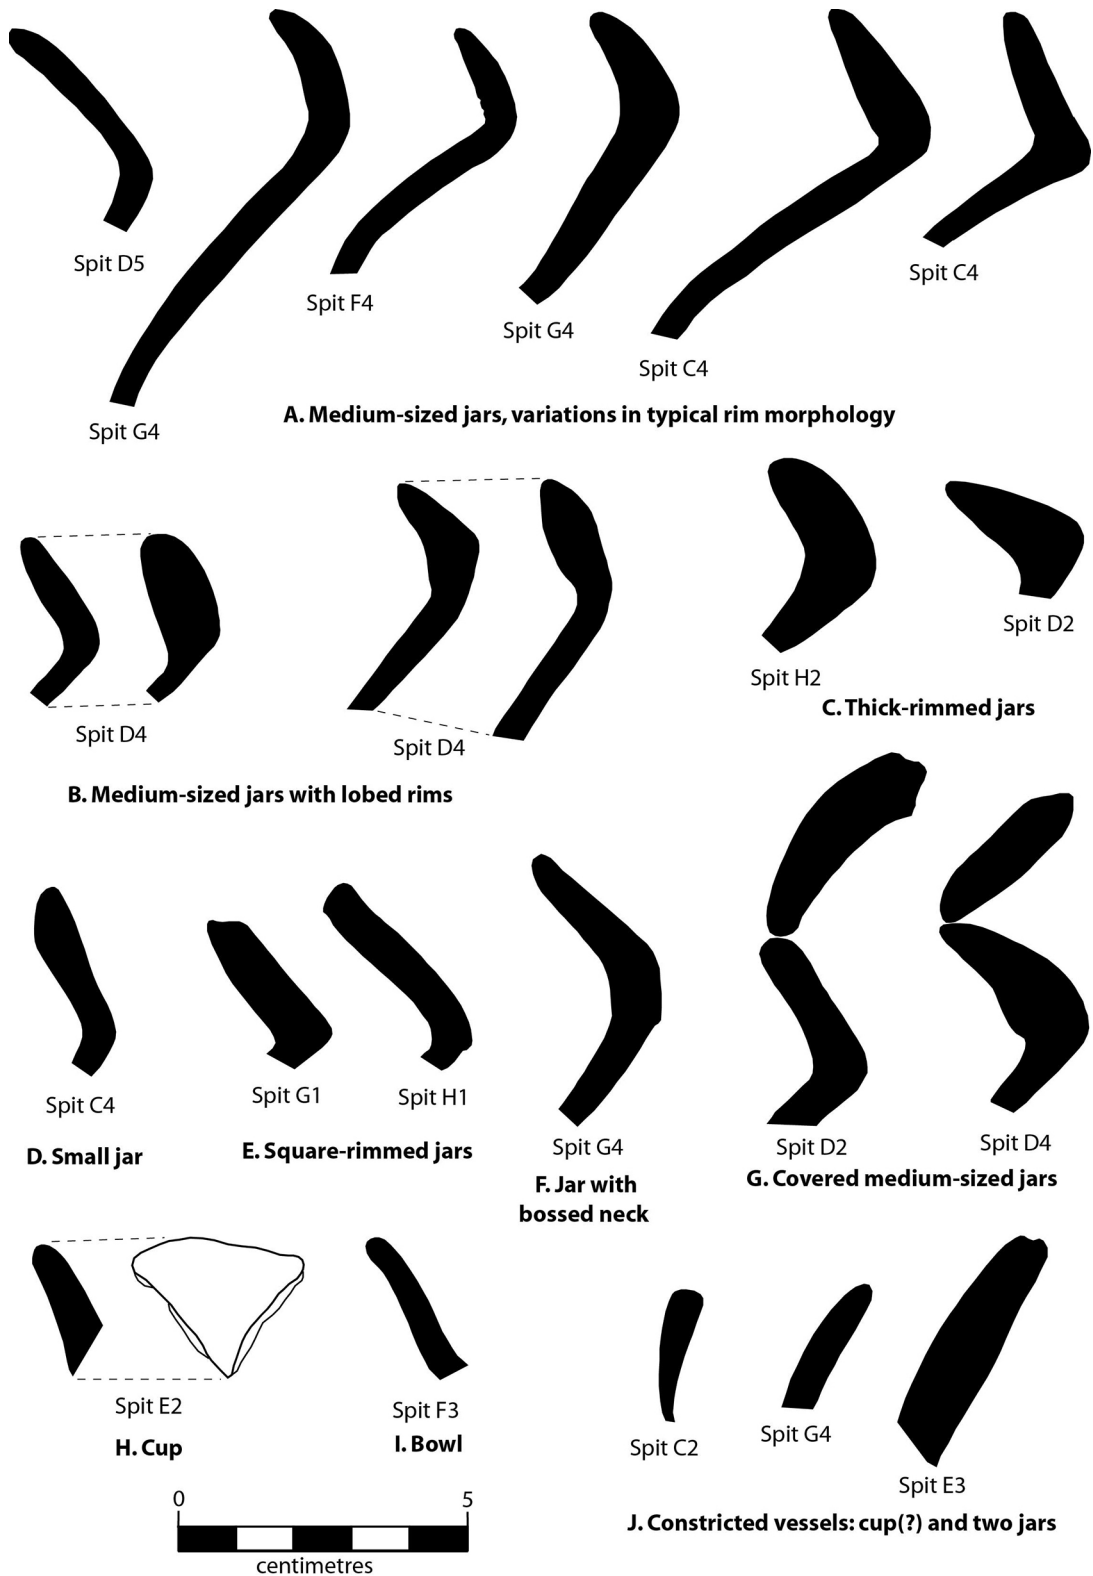 Spit D5
Spit G4
Spit F4
Spit G4
Spit C4
Spit C4
A. Medium-sized jars, variations in typical rim morphology
Spit D4
Spit D4
B. Medium-sized jars with lobed rims
Spit H2
Spit D2
C. Thick-rimmed jars
Spit C4
D. Small jar
Spit G1
Spit H1
E. Square-rimmed jars
Spit G4
F. Jar with
bossed neck
Spit D2
Spit D4
G. Covered medium-sized jars
Spit E2
H. Cup
Spit F3
I. Bowl
Spit C2
Spit G4
Spit E3
J. Constricted vessels: cup(?) and two jars
0 5
centimetres